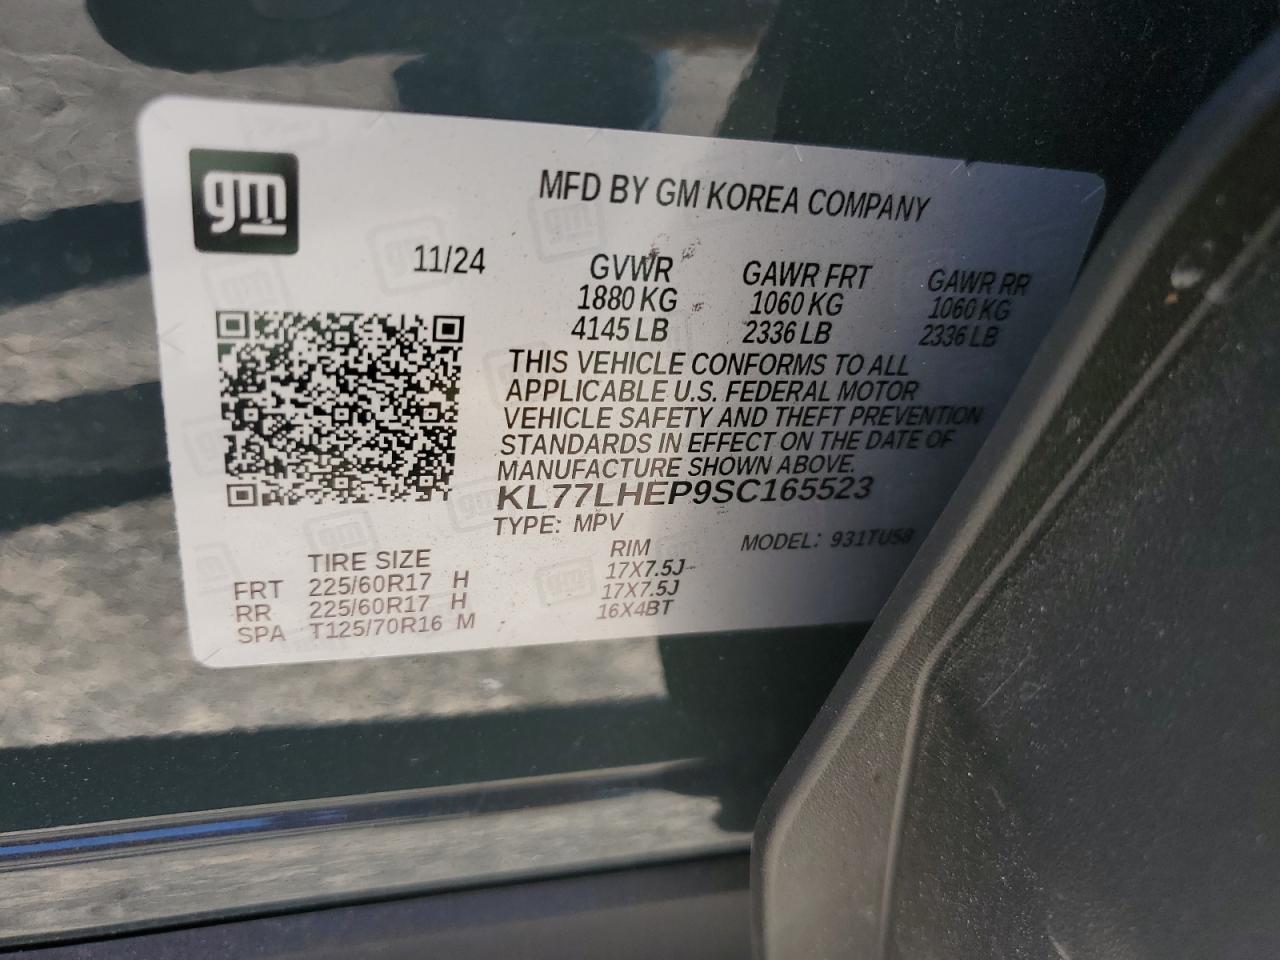 gm
MFD BY GM KOREA COMPANY
11/24 GVWR GAWR FRT GAWR RR
1880 KG 1060 KG 1060 KG
4145 LB 2336 LB 2336 LB
THIS VEHICLE CONFORMS TO ALL
APPLICABLE U.S. FEDERAL MOTOR
VEHICLE SAFETY AND THEFT PREVENTION
STANDARDS IN EFFECT ON THE DATE OF
MANUFACTURE SHOWN ABOVE.
KL77LHEP9SC165523
TYPE: MPV MODEL: 931TU58
TIRE SIZE RIM
FRT 225/60R17 H 17X7.5J
RR 225/60R17 H 17X7.5J
SPA T125/70R16 M 16X4BT